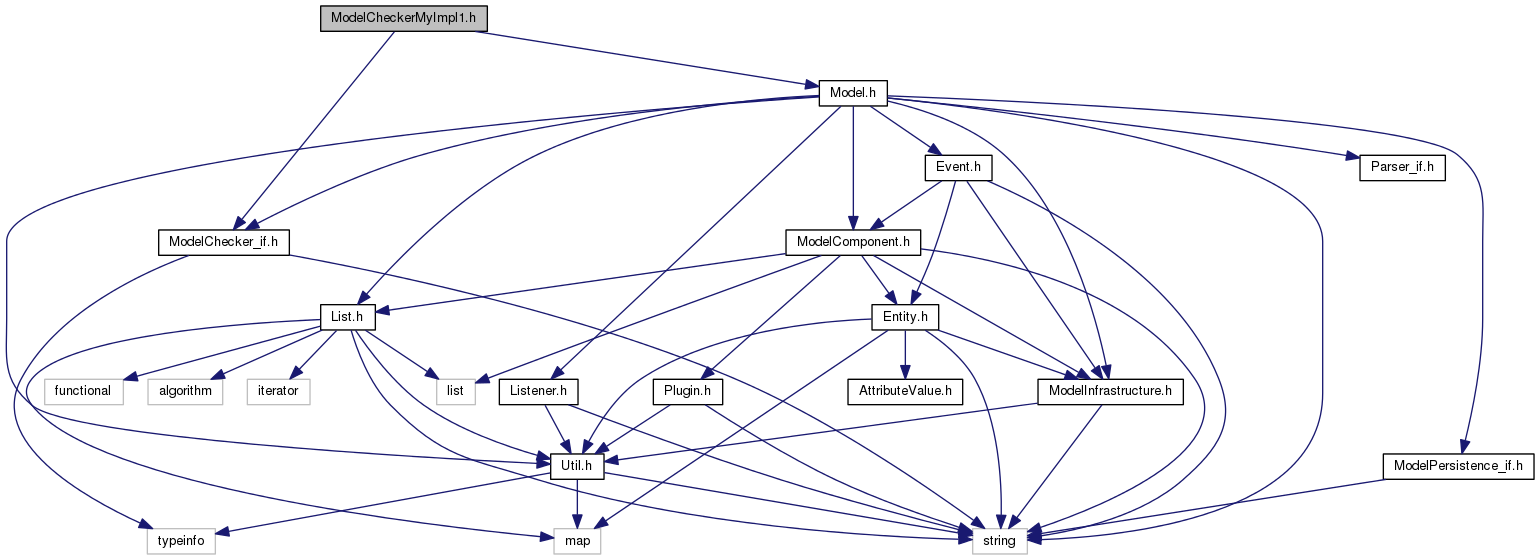 ModelCheckerMyImpl1.h
Model.h
Event.h
Parser_if.h
ModelChecker_if.h
ModelComponent.h
List.h
Entity.h
functional
algorithm
iterator
list
Listener.h
Plugin.h
AttributeValue.h
ModelInfrastructure.h
Util.h
ModelPersistence_if.h
typeinfo
map
string